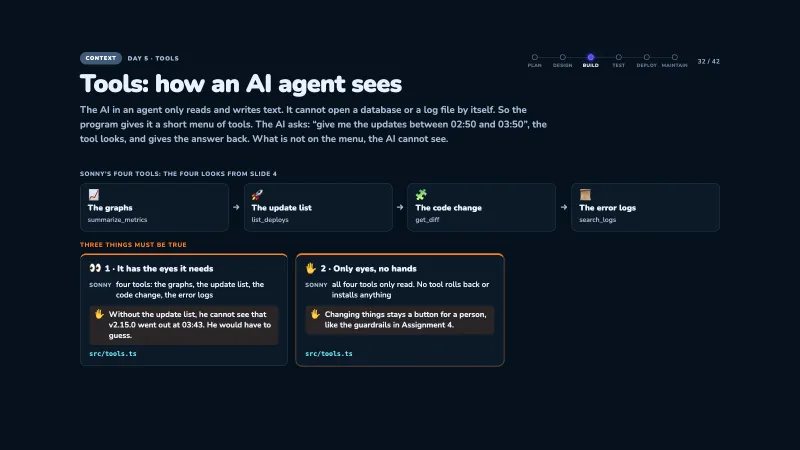 CONTEXT DAY 5 · TOOLS
PLAN DESIGN BUILD TEST DEPLOY MAINTAIN
32 / 42
Tools: how an AI agent sees
The AI in an agent only reads and writes text. It cannot open a database or a log file by itself. So the
program gives it a short menu of tools. The AI asks: “give me the updates between 02:50 and 03:50”, the
tool looks, and gives the answer back. What is not on the menu, the AI cannot see.
SONNY'S FOUR TOOLS: THE FOUR LOOKS FROM SLIDE 4
The graphs
summarize_metrics
→
The update list
list_deploys
→
The code change
get_diff
→
The error logs
search_logs
THREE THINGS MUST BE TRUE
1 · It has the eyes it needs
SONNY four tools: the graphs, the update list, the
code change, the error logs
Without the update list, he cannot see that
v2.15.0 went out at 03:43. He would have to
guess.
src/tools.ts
2 · Only eyes, no hands
SONNY all four tools only read. No tool rolls back or
installs anything
Changing things stays a button for a person,
like the guardrails in Assignment 4.
src/tools.ts